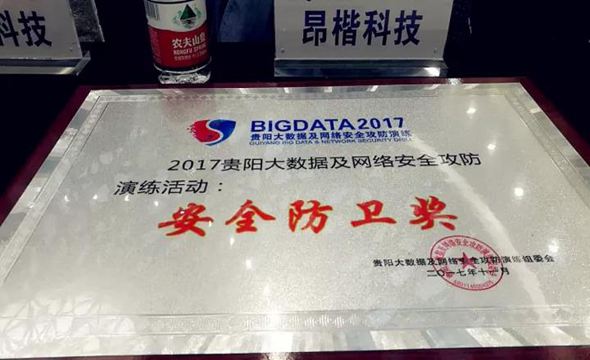 科技
农夫山泉
昂楷科技
BIGDATA2017
贵阳大数据及网络安全攻防演练
GUIYANG BIG DATA & NETWORK SECURITY DRILL
2017贵阳大数据及网络安全攻防
演练活动：
安全防卫奖
贵阳大数据及网络安全攻防演练组委会
二〇一七年十一月